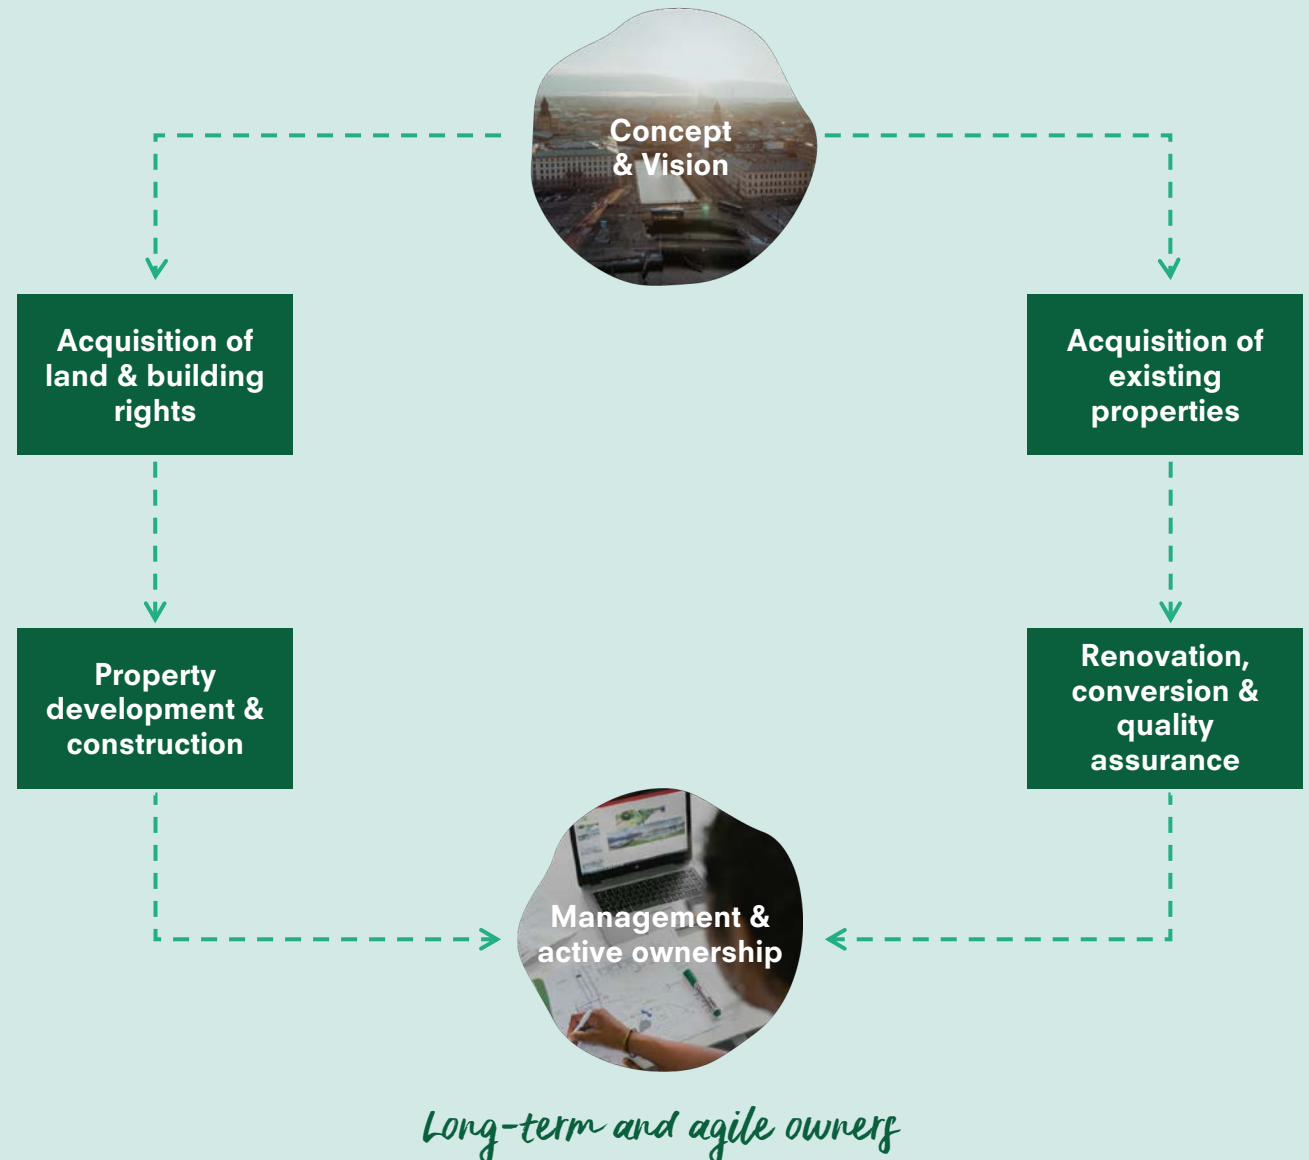 Concept
& Vision
Acquisition of
land & building
rights
Acquisition of
existing
properties
Property
development &
construction
Renovation,
conversion &
quality
assurance
Management &
active ownership
Long-term and agile owners